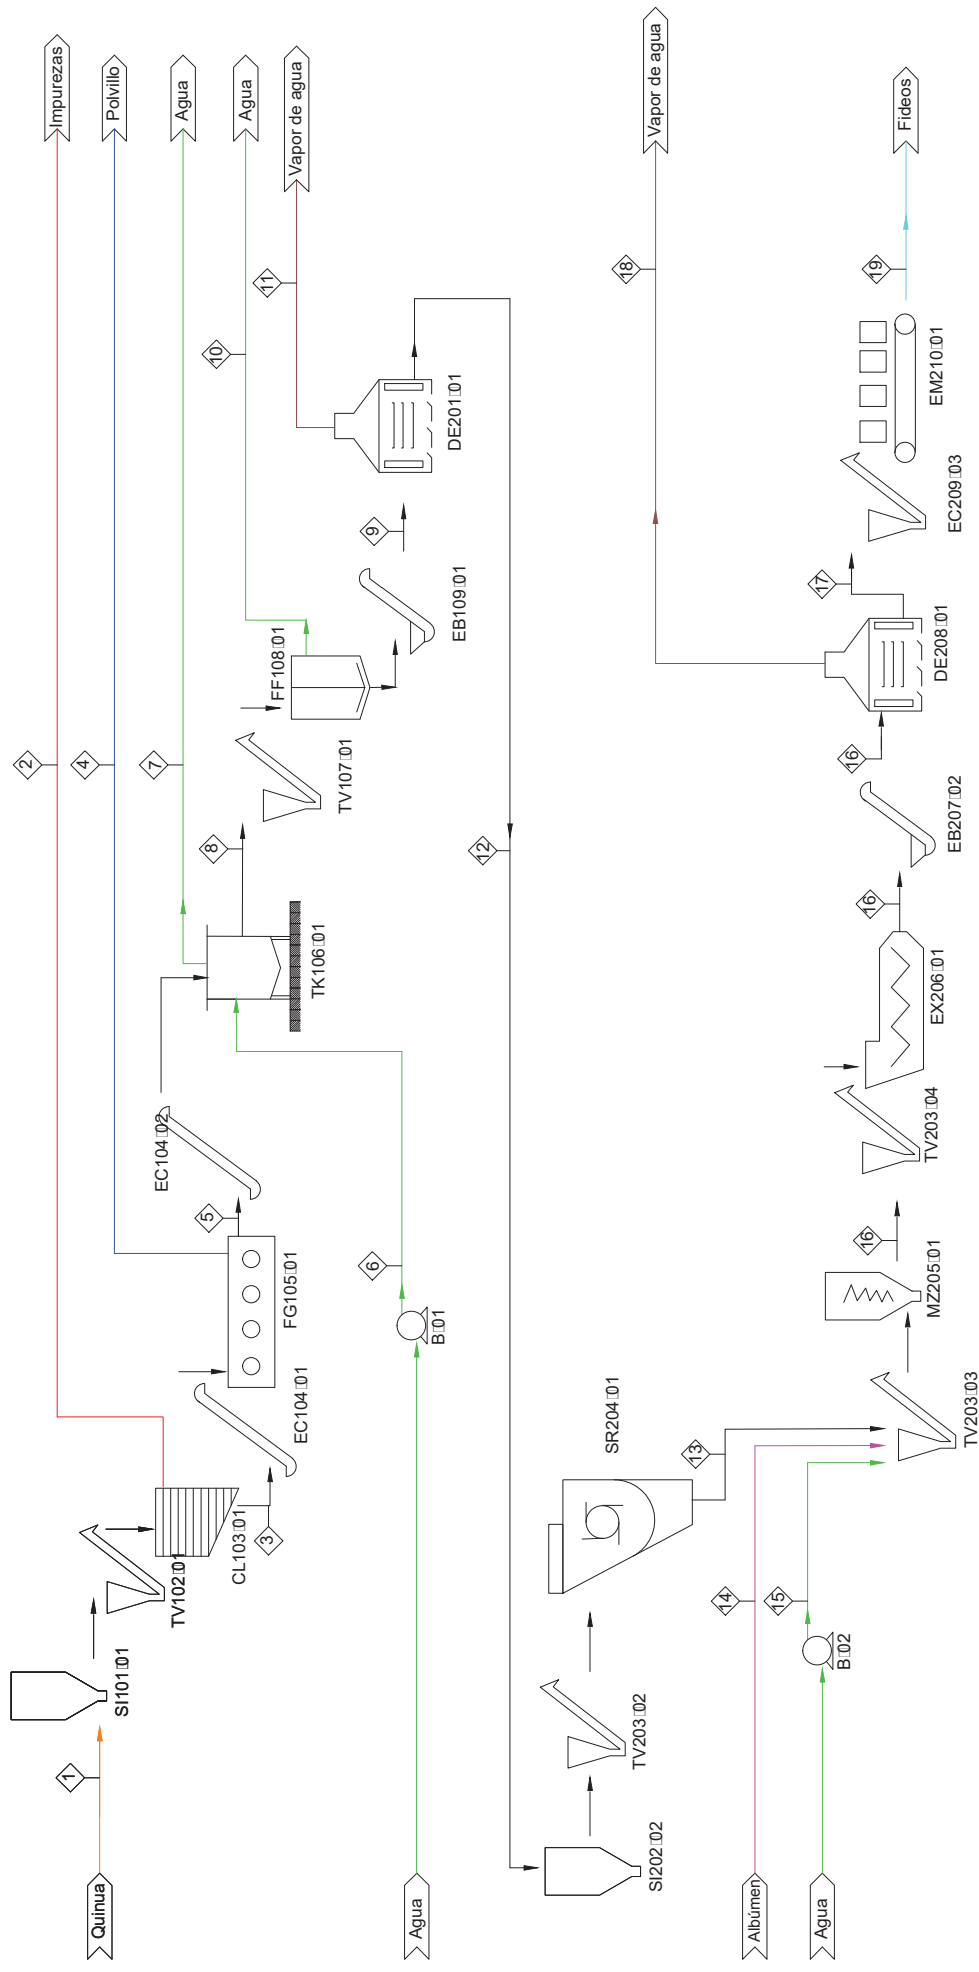 2
Impurezas
1
4
Polvillo
Quinua
SI101□01
TV102□01
EC104□02
7
Agua
5
8
10
Agua
CL103□01
3
EC104□01
FG105□01
TK106□01
TV107□01
FF108□01
11
Vapor de agua
6
9
Agua
B□01
EB109□01
DE201□01
12
SR204□01
18
Vapor de agua
SI202□02
TV203□02
13
14
Albúmen
15
Agua
B□02
17
16
16
16
19
Fideos
MZ205□01
TV203□03
TV203□04
EX206□01
EB207□02
DE208□01
EC209□03
EM210□01